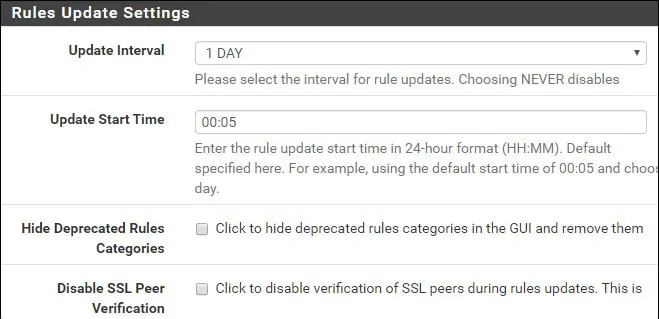 Rules Update Settings
Update Interval
1 DAY
Please select the interval for rule updates. Choosing NEVER disables
Update Start Time
00:05
Enter the rule update start time in 24-hour format (HH:MM). Default
specified here. For example, using the default start time of 00:05 and choos
day.
Hide Deprecated Rules
Categories
Click to hide deprecated rules categories in the GUI and remove them
Disable SSL Peer
Verification
Click to disable verification of SSL peers during rules updates. This is